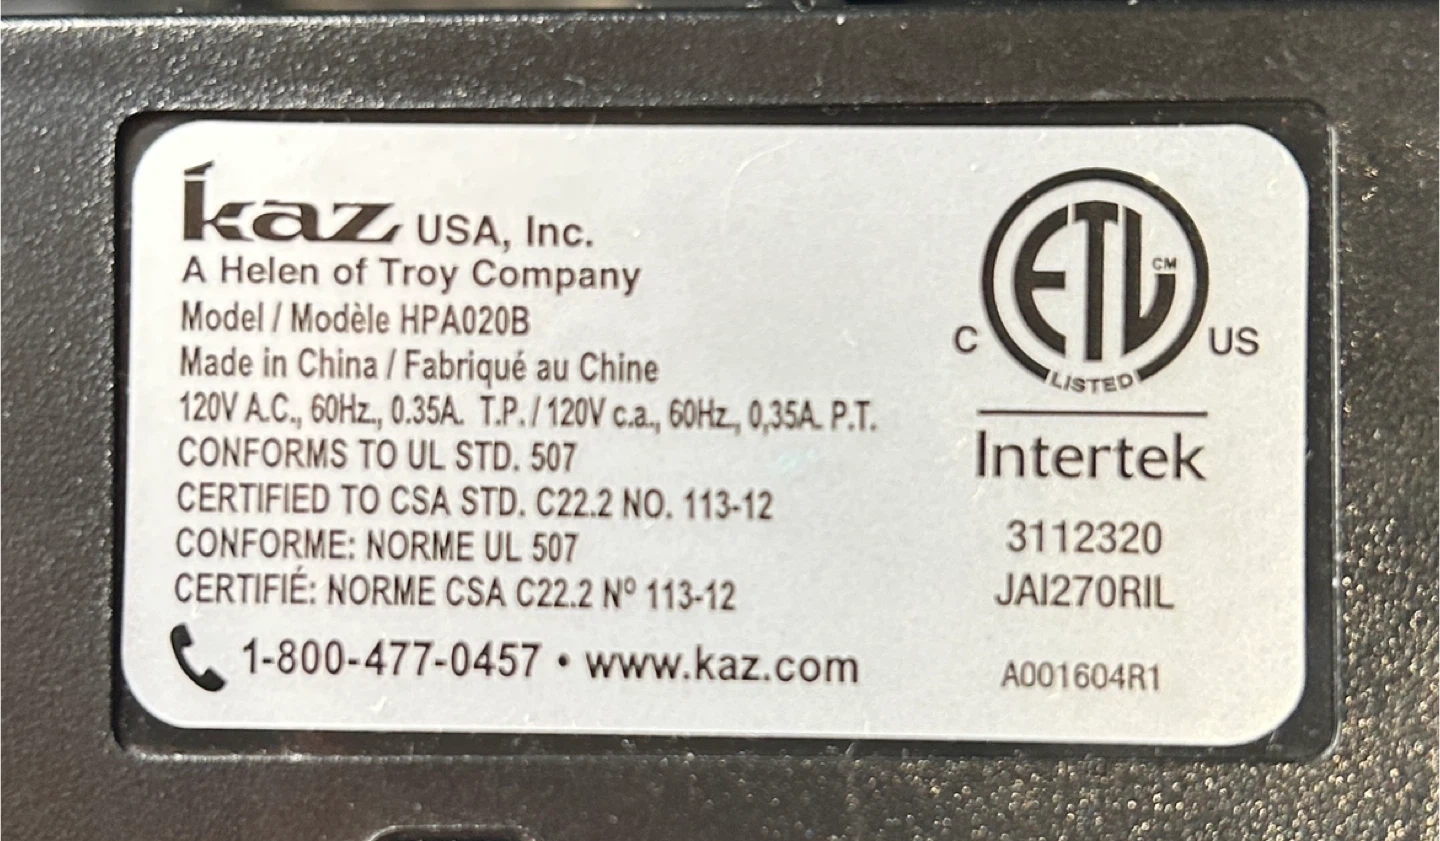 kaz USA, Inc.
A Helen of Troy Company
Model / Modèle HPA020B
Made in China / Fabriqué au Chine
120V A.C., 60Hz., 0.35A. T.P. / 120V c.a., 60Hz., 0,35A. P.T.
CONFORMS TO UL STD. 507
CERTIFIED TO CSA STD. C22.2 NO. 113-12
CONFORME: NORME UL 507
CERTIFIÉ: NORME CSA C22.2 Nº 113-12
1-800-477-0457 • www.kaz.com
ETL CM
C US
LISTED
Intertek
3112320
JAI270RIL
A001604R1